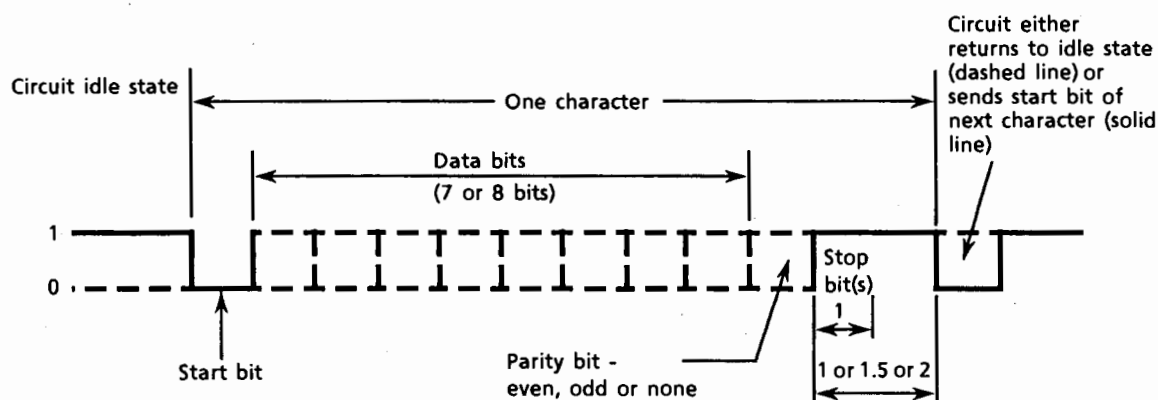 Circuit either
returns to idle state
(dashed line) or
sends start bit of
next character (solid
line)
Circuit idle state
One character
Data bits
(7 or 8 bits)
1
0
Stop
bit(s)
1
Start bit
Parity bit -
even, odd or none
1 or 1.5 or 2